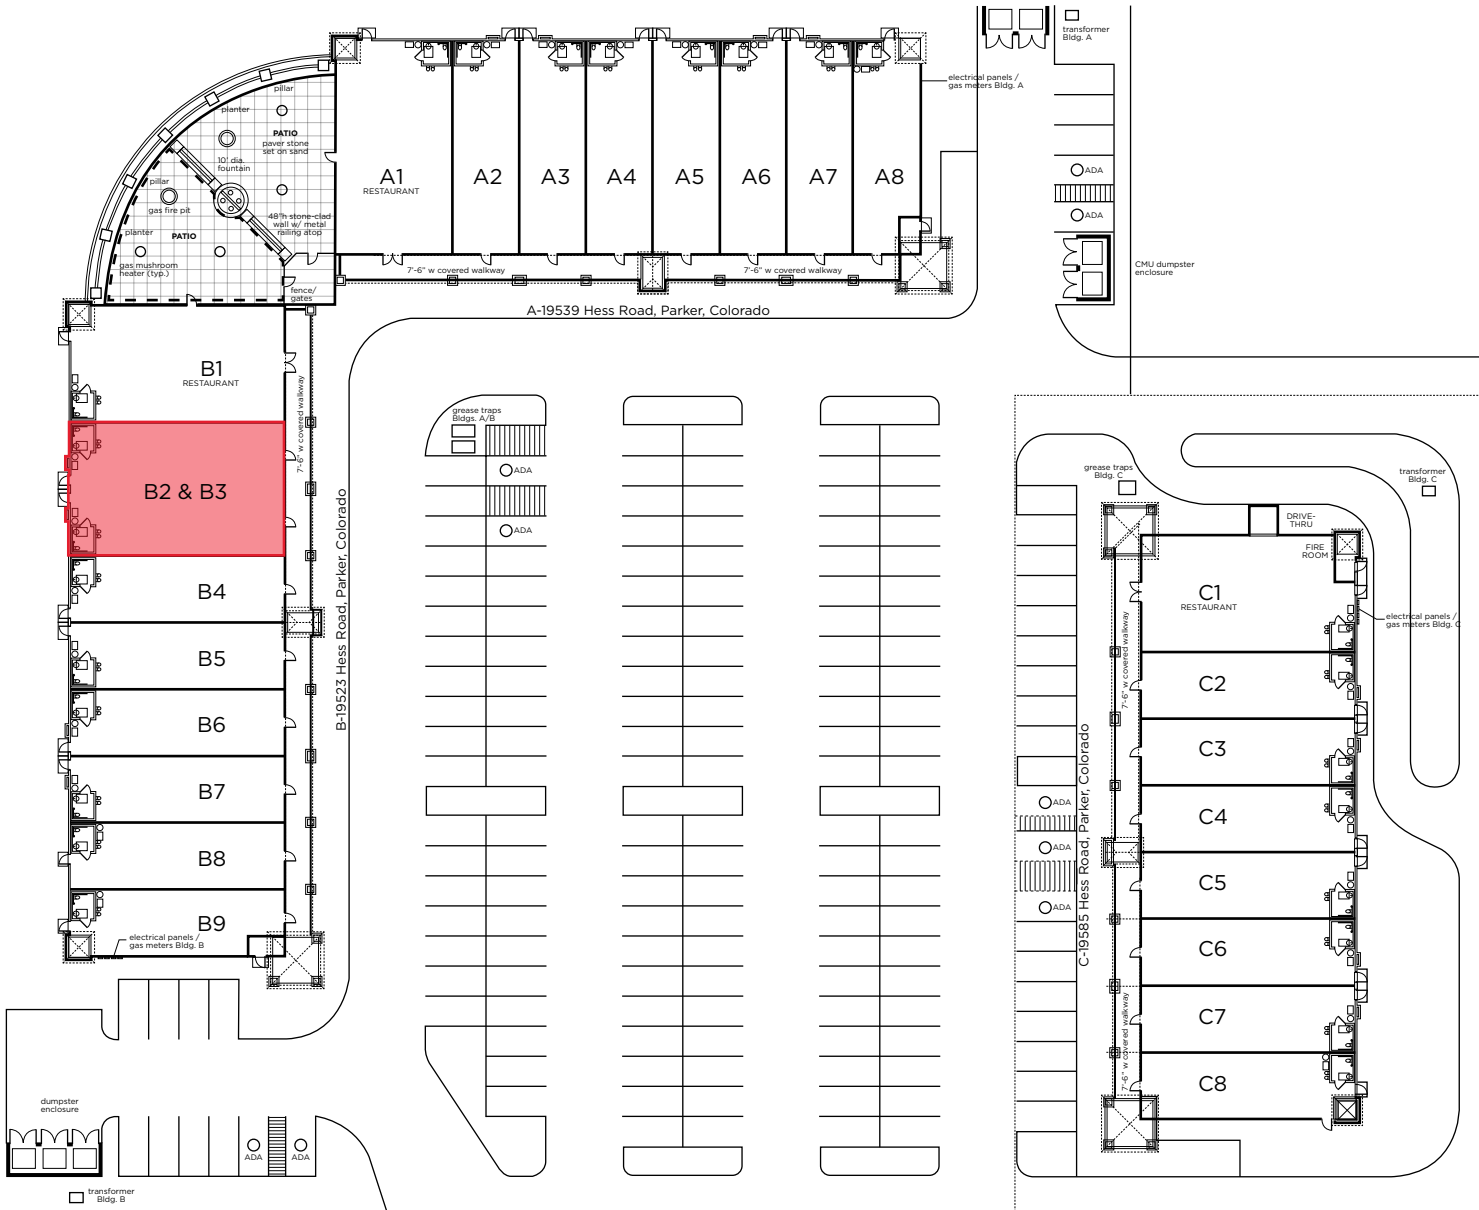 transformer
Bldg. A
electrical panels /
gas meters Bldg. A
pillar
planter
PATIO
paver stone
set on sand
10' dia.
fountain
pillar
gas fire pit
48"h stone-clad
wall w/ metal
railing atop
planter
PATIO
gas mushroom
heater (typ.)
fence/
gates
A1
RESTAURANT
A2
A3
A4
A5
A6
A7
A8
7'-6" w covered walkway
7'-6" w covered walkway
A-19539 Hess Road, Parker, Colorado
ADA
ADA
CMU dumpster
enclosure
B1
RESTAURANT
B2 & B3
B4
B5
B6
B7
B8
B9
7'-6" w covered walkway
B-19523 Hess Road, Parker, Colorado
electrical panels /
gas meters Bldg. B
grease traps
Bldgs. A/B
ADA
ADA
grease traps
Bldg. C
transformer
Bldg. C
DRIVE-
THRU
FIRE
ROOM
C1
RESTAURANT
electrical panels /
gas meters Bldg. C
C2
C3
C4
C5
C6
C7
C8
7'-6" w covered walkway
7'-6" w covered walkway
C-19585 Hess Road, Parker, Colorado
ADA
ADA
ADA
dumpster
enclosure
ADA
ADA
transformer
Bldg. B